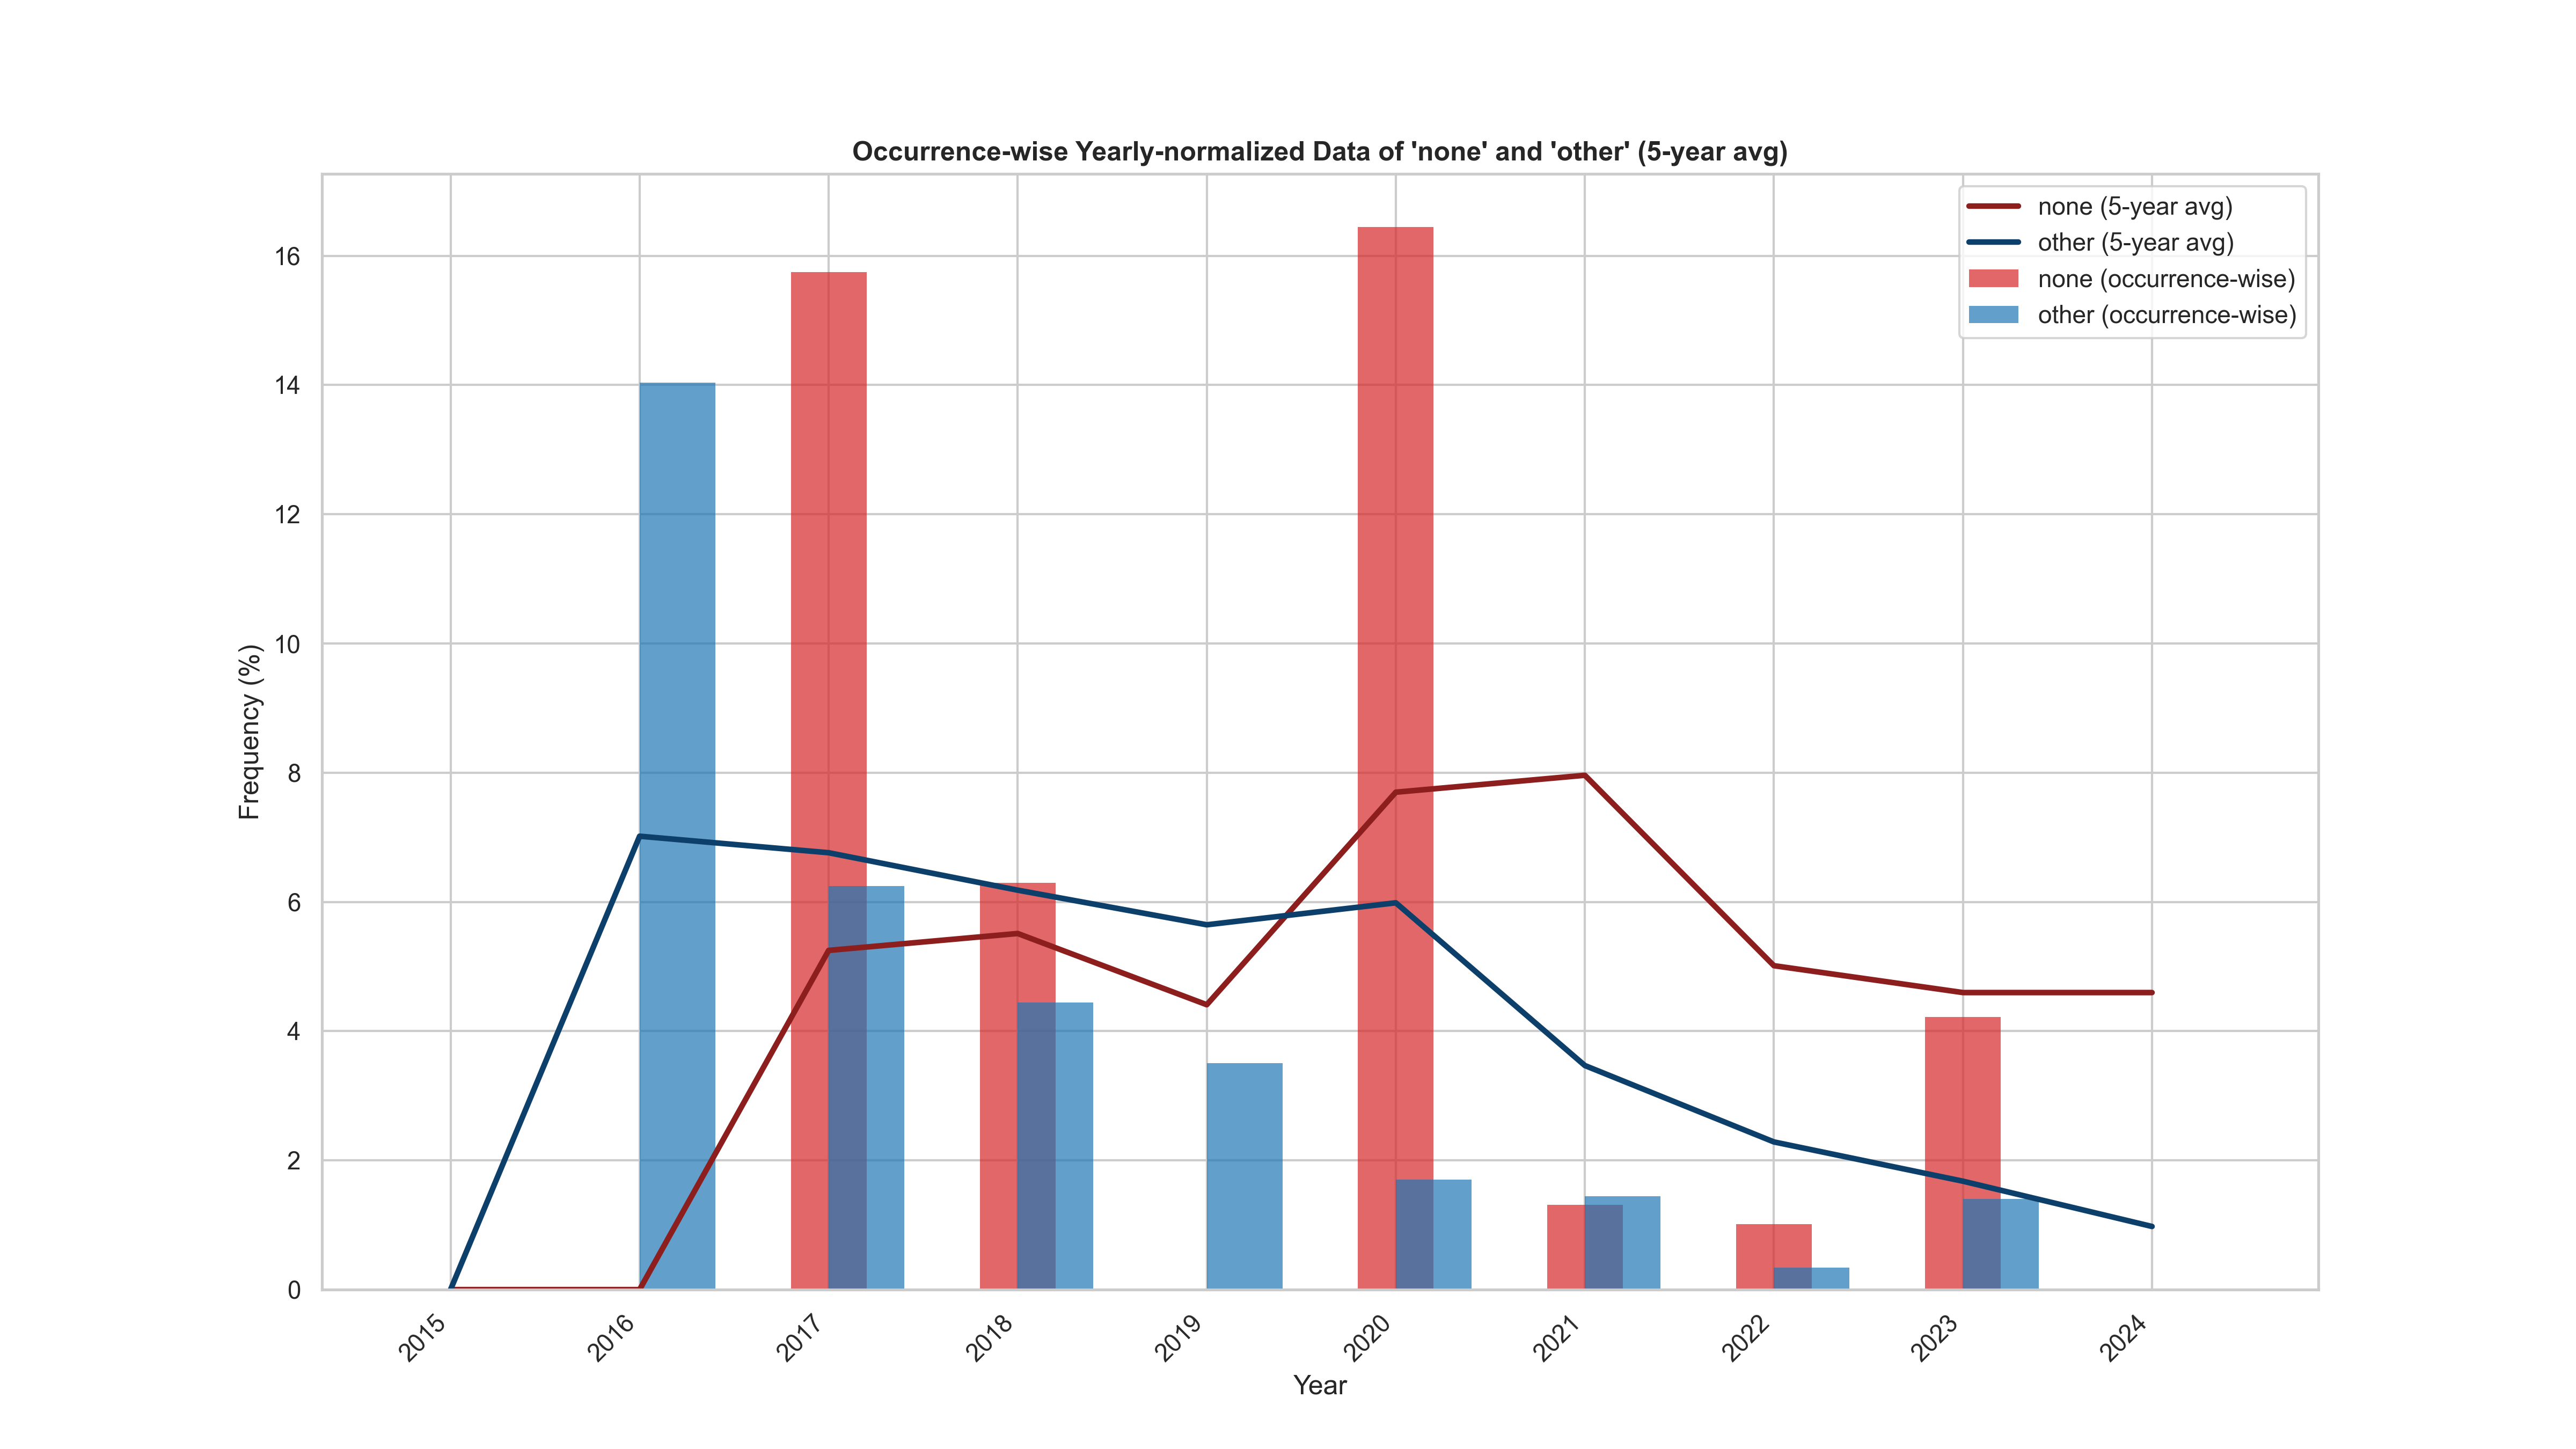 Occurrence-wise Yearly-normalized Data of 'none' and 'other' (5-year avg)
none (5-year avg)
other (5-year avg)
none (occurrence-wise)
other (occurrence-wise)
Frequency (%)
16
14
12
10
8
6
4
2
0
2015
2016
2017
2018
2019
2020
2021
2022
2023
2024
Year